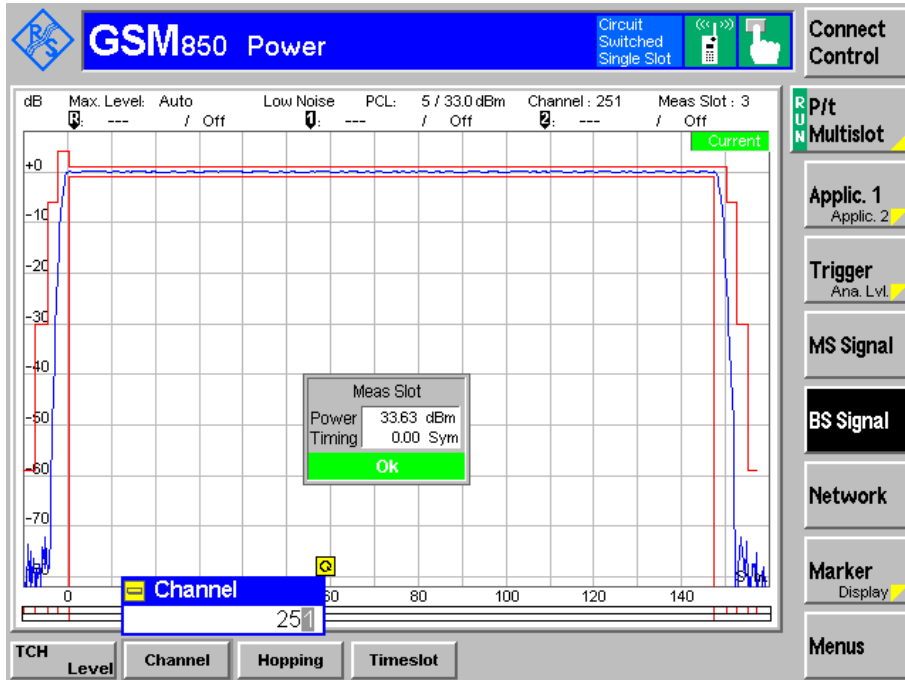 R&S
GSM850 Power
Circuit
Switched
Single Slot
Connect
Control
dB Max. Level: Auto Low Noise PCL: 5 / 33.0 dBm Channel : 251 Meas Slot : 3
R: --- / Off 1: --- / Off 2: --- / Off
Current
RUN
P/t
Multislot
Applic. 1
Applic. 2
Trigger
Ana. Lvl.
MS Signal
BS Signal
Network
Marker
Display
Menus
+0
-10
-20
-30
-40
-50
-60
-70
Meas Slot
Power 33.63 dBm
Timing 0.00 Sym
Ok
0 80 100 120 140
Channel
251
TCH
Level
Channel
Hopping
Timeslot